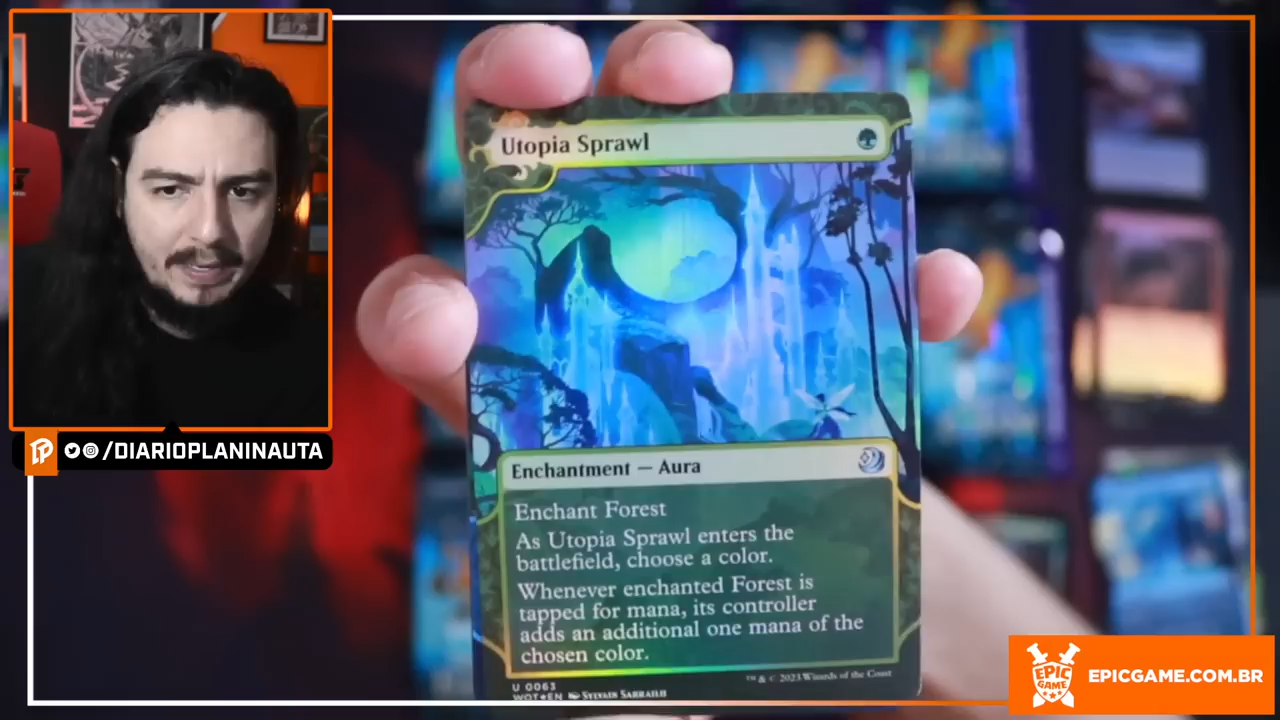 Utopia Sprawl
Enchantment — Aura
Enchant Forest
As Utopia Sprawl enters the
battlefield, choose a color.
Whenever enchanted Forest is
tapped for mana, its controller
adds an additional one mana of the
chosen color.
U 0063
WOT★EN Sylvain Sarrailh
™ & © 2023 Wizards of the Coast
/DIARIOPLANINAUTA
EPIC
GAME
EPICGAME.COM.BR